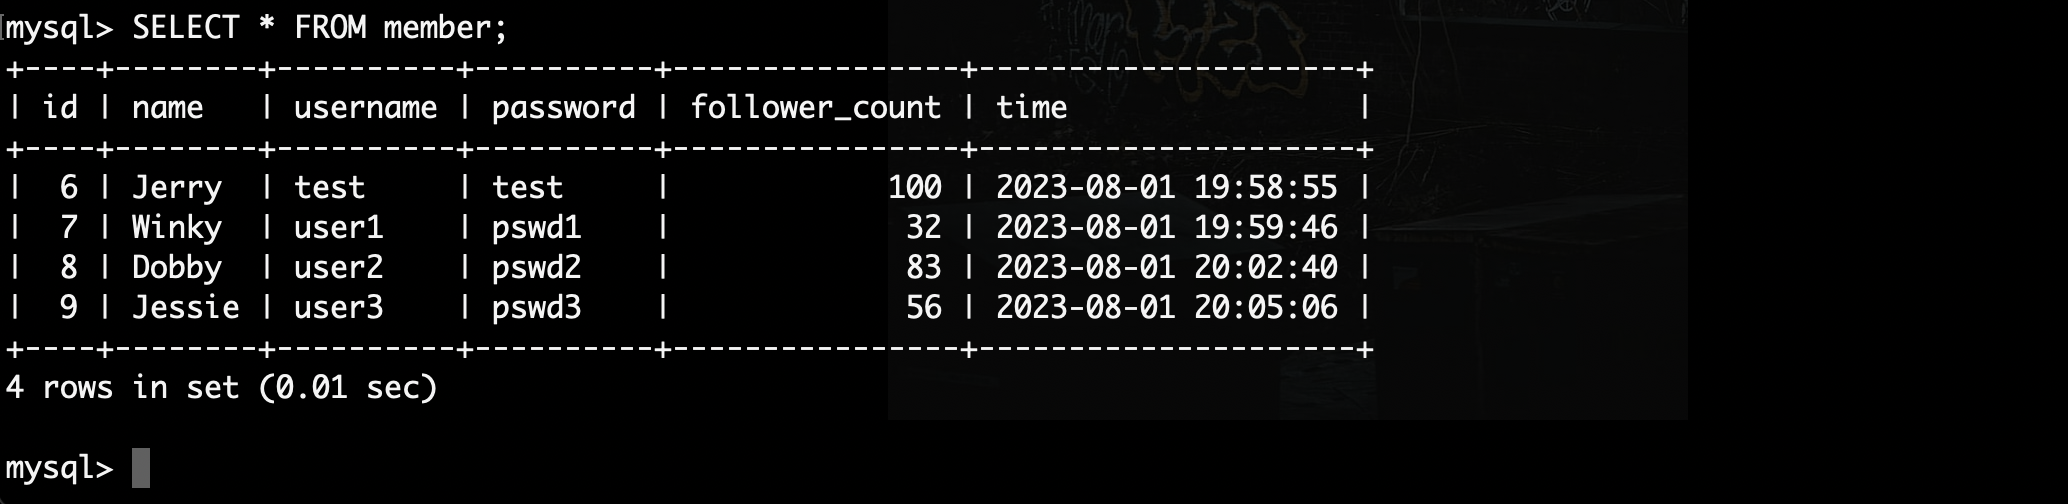 mysql> SELECT * FROM member;
+----+--------+----------+----------+----------------+---------------------+
| id | name   | username | password | follower_count | time                |
+----+--------+----------+----------+----------------+---------------------+
|  6 | Jerry  | test     | test     |            100 | 2023-08-01 19:58:55 |
|  7 | Winky  | user1    | pswd1    |             32 | 2023-08-01 19:59:46 |
|  8 | Dobby  | user2    | pswd2    |             83 | 2023-08-01 20:02:40 |
|  9 | Jessie | user3    | pswd3    |             56 | 2023-08-01 20:05:06 |
+----+--------+----------+----------+----------------+---------------------+
4 rows in set (0.01 sec)
mysql>